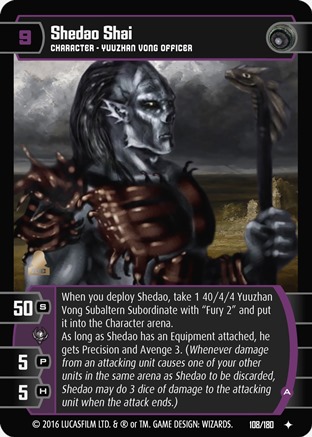 9 Shedao Shai
CHARACTER - YUUZHAN VONG OFFICER
50 S
5 P
5 H
When you deploy Shedao, take 1 40/4/4 Yuuzhan
Vong Subaltern Subordinate with “Fury 2” and put
it into the Character arena.
As long as Shedao has an Equipment attached, he
gets Precision and Avenge 3. (Whenever damage
from an attacking unit causes one of your other
units in the same arena as Shedao to be discarded,
Shedao may do 3 dice of damage to the attacking
unit when the attack ends.)
A
© 2016 LUCASFILM LTD. & ® or TM. GAME DESIGN: WIZARDS. 108/180